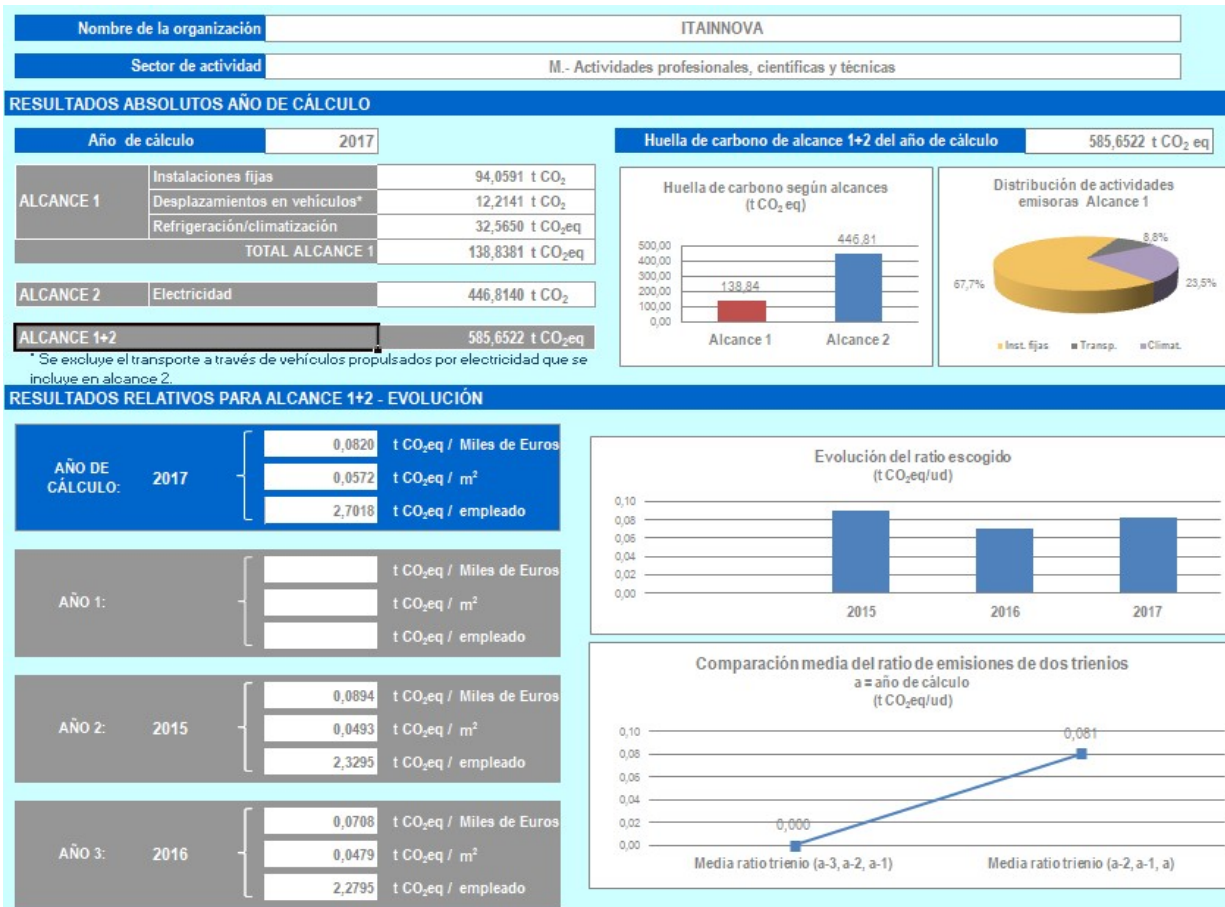 Nombre de la organización ITAINNOVA
Sector de actividad M.- Actividades profesionales, científicas y técnicas
RESULTADOS ABSOLUTOS AÑO DE CÁLCULO
Año de cálculo 2017
ALCANCE 1
Instalaciones fijas 94,0591 t CO₂
Desplazamientos en vehículos* 12,2141 t CO₂
Refrigeración/climatización 32,5650 t CO₂eq
TOTAL ALCANCE 1 138,8381 t CO₂eq
ALCANCE 2 Electricidad 446,8140 t CO₂
ALCANCE 1+2 585,6522 t CO₂eq
* Se excluye el transporte a través de vehículos propulsados por electricidad que se
incluye en alcance 2.
Huella de carbono de alcance 1+2 del año de cálculo 585,6522 t CO₂ eq
Huella de carbono según alcances
(t CO₂ eq)
500,00
400,00
300,00
200,00
100,00
0,00
138,84
446,81
Alcance 1 Alcance 2
Distribución de actividades
emisoras Alcance 1
8,8%
67,7%
23,5%
Inst. fijas Transp. Climat.
RESULTADOS RELATIVOS PARA ALCANCE 1+2 - EVOLUCIÓN
AÑO DE
CÁLCULO: 2017
0,0820 t CO₂eq / Miles de Euros
0,0572 t CO₂eq / m²
2,7018 t CO₂eq / empleado
AÑO 1:
t CO₂eq / Miles de Euros
t CO₂eq / m²
t CO₂eq / empleado
AÑO 2: 2015
0,0894 t CO₂eq / Miles de Euros
0,0493 t CO₂eq / m²
2,3295 t CO₂eq / empleado
AÑO 3: 2016
0,0708 t CO₂eq / Miles de Euros
0,0479 t CO₂eq / m²
2,2795 t CO₂eq / empleado
Evolución del ratio escogido
(t CO₂eq/ud)
0,10
0,08
0,06
0,04
0,02
0,00
2015 2016 2017
Comparación media del ratio de emisiones de dos trienios
a = año de cálculo
(t CO₂eq/ud)
0,10
0,08
0,06
0,04
0,02
0,00
0,000
0,081
Media ratio trienio (a-3, a-2, a-1) Media ratio trienio (a-2, a-1, a)